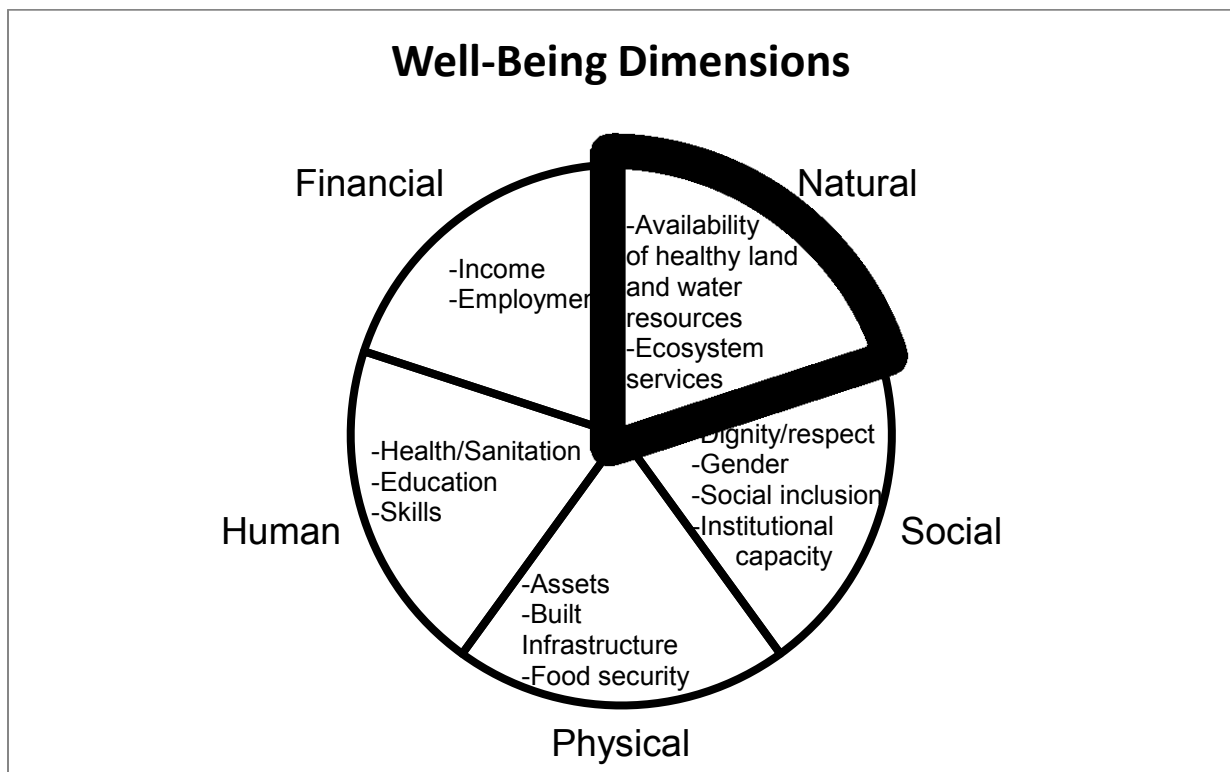 Well-Being Dimensions
Financial
Natural
-Availability
of healthy land
and water
resources
-Ecosystem
services
-Income
-Employmen
-Dignity/respect
-Gender
-Social inclusion
-Institutional
capacity
Social
-Health/Sanitation
-Education
-Skills
Human
-Assets
-Built
Infrastructure
-Food security
Physical